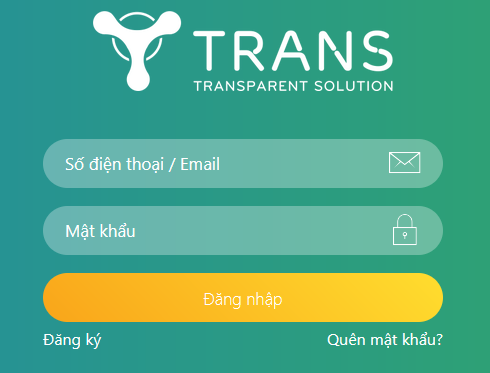 TRANS
TRANSPARENT SOLUTION
Số điện thoại / Email
Mật khẩu
Đăng nhập
Đăng ký
Quên mật khẩu?